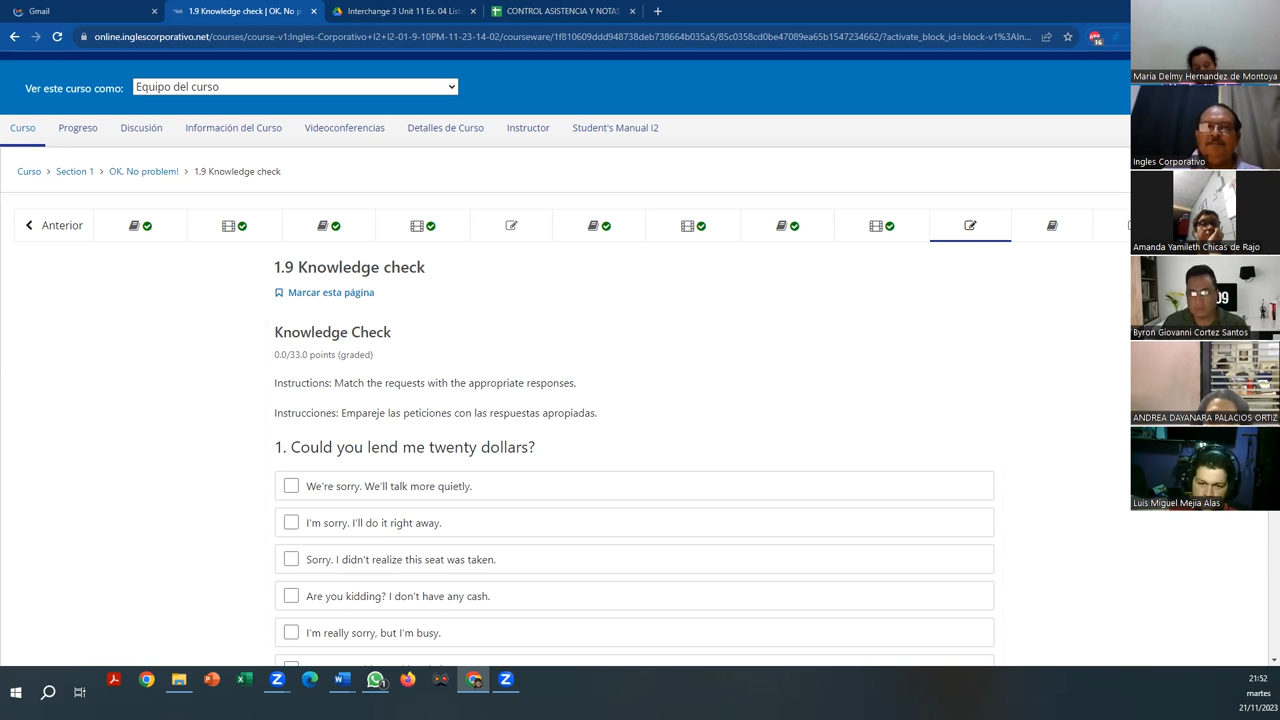 Gmail
1.9 Knowledge check | OK. No p
Interchange 3 Unit 11 Ex. 04 List
CONTROL ASISTENCIA Y NOTAS
online.inglescorporativo.net/courses/course-v1:Ingles-Corporativo+I2+I2-01-9-10PM-11-23-14-02/courseware/1f810609ddd948738deb738664b035a5/85c0358cd0be47089ea65b1547234662/?activate_block_id=block-v1%3AIn...
16
Ver este curso como:
Equipo del curso
Curso
Progreso
Discusión
Información del Curso
Videoconferencias
Detalles de Curso
Instructor
Student's Manual I2
Curso > Section 1 > OK. No problem! > 1.9 Knowledge check
Anterior
1.9 Knowledge check
Marcar esta página
Knowledge Check
0.0/33.0 points (graded)
Instructions: Match the requests with the appropriate responses.
Instrucciones: Empareje las peticiones con las respuestas apropiadas.
1. Could you lend me twenty dollars?
We're sorry. We'll talk more quietly.
I'm sorry. I'll do it right away.
Sorry. I didn't realize this seat was taken.
Are you kidding? I don't have any cash.
I'm really sorry, but I'm busy.
Maria Delmy Hernandez de Montoya
Ingles Corporativo
Amanda Yamileth Chicas de Rajo
09
Byron Giovanni Cortez Santos
ANDREA DAYANARA PALACIOS ORTIZ
Luis Miguel Mejia Alas
21:52
martes
21/11/2023